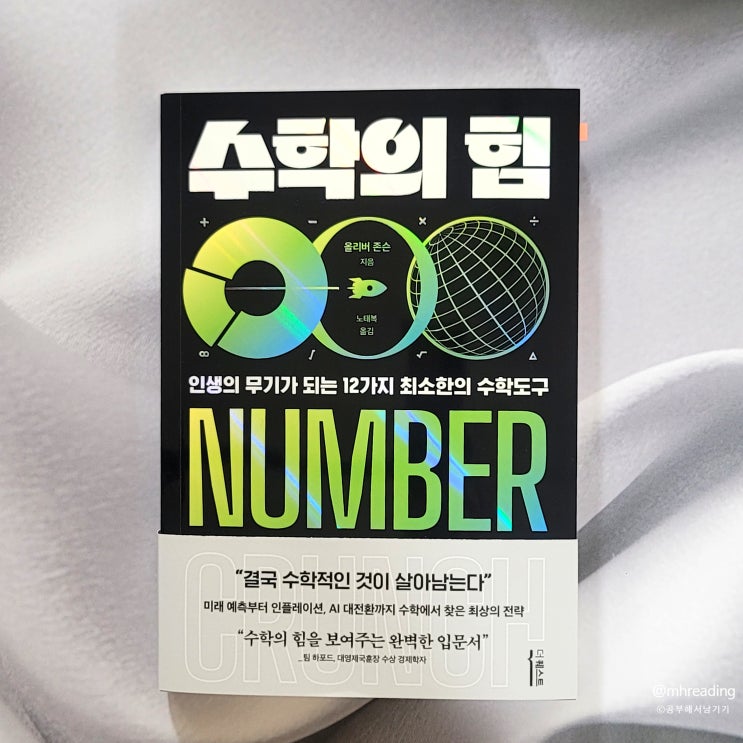 수학의 힘
+ − × ÷
올리버 존슨
지음
노태복
옮김
∞ ∫ √ Δ
인생의 무기가 되는 12가지 최소한의 수학도구
NUMBER
CRUNCH
“결국 수학적인 것이 살아남는다”
미래 예측부터 인플레이션, AI 대전환까지 수학에서 찾은 최상의 전략
“수학의 힘을 보여주는 완벽한 입문서”
_팀 하포드, 대영제국훈장 수상 경제학자
더퀘스트
@mhreading
ⓒ공부해서남가기